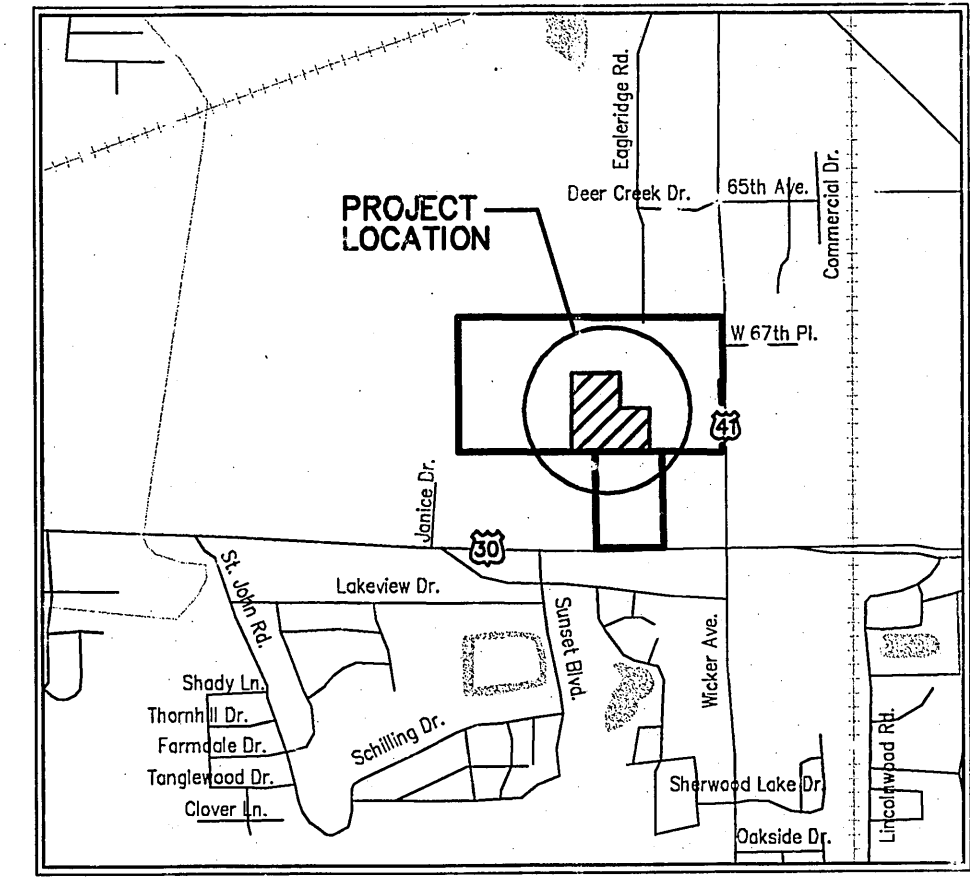 Eagleridge Rd.
Deer Creek Dr.
65th Ave.
Commercial Dr.
PROJECT
LOCATION
W 67th Pl.
41
Janice Dr.
30
St. John Rd.
Lakeview Dr.
Sunset Blvd.
Wicker Ave.
Shady Ln.
Thornhill Dr.
Farmdale Dr.
Schilling Dr.
Tanglewood Dr.
Clover Ln.
Sherwood Lake Dr.
Lincolnwood Rd.
Oakside Dr.